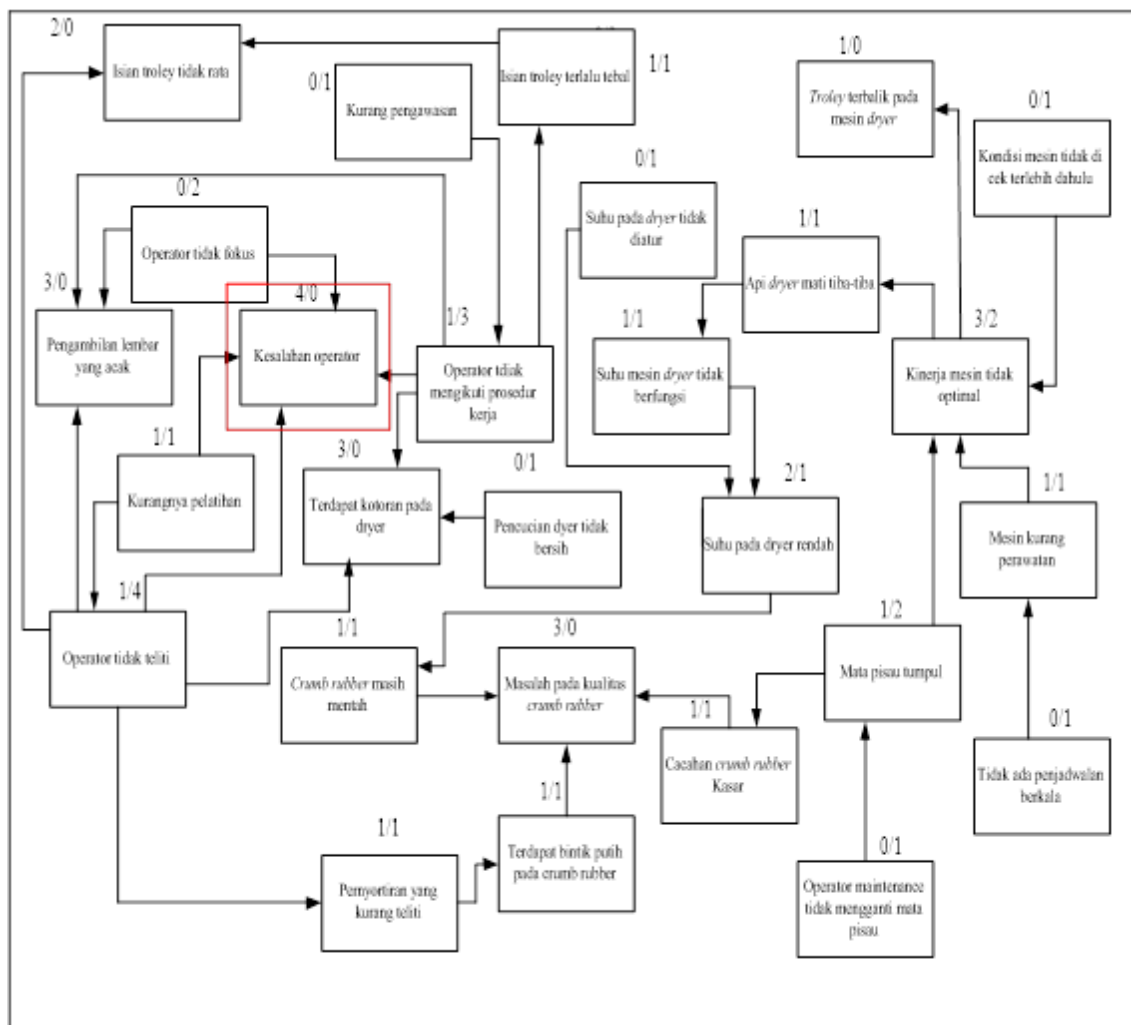 2/0
Isian troley tidak rata
Isian troley terlalu tebal
1/1
0/1
Kurang pengawasan
1/0
Troley terbalik pada
mesin dryer
0/1
Kondisi mesin tidak di
cek terlebih dahulu
0/2
Operator tidak fokus
0/1
Suhu pada dryer tidak
diatur
1/1
Api dryer mati tiba-tiba
3/0
Pengambilan lembar
yang acak
4/0
Kesalahan operator
1/3
Operator tdiak
mengikuti prosedur
kerja
1/1
Suhu mesin dryer tidak
berfungsi
3/2
Kinerja mesin tidak
optimal
1/1
Kurangnya pelatihan
3/0
Terdapat kotoran pada
dryer
0/1
Pencucian dyer tidak
bersih
2/1
Suhu pada dryer rendah
1/1
Mesin kurang
perawatan
1/4
Operator tidak teliti
1/1
Crumb rubber masih
mentah
3/0
Masalah pada kualitas
crumb rubber
1/2
Mata pisau tumpul
1/1
Cacahan crumb rubber
Kasar
0/1
Tidak ada penjadwalan
berkala
1/1
Pernyortiran yang
kurang teliti
1/1
Terdapat bintik putih
pada crumb rubber
0/1
Operator maintenance
tidak mengganti mata
pisau